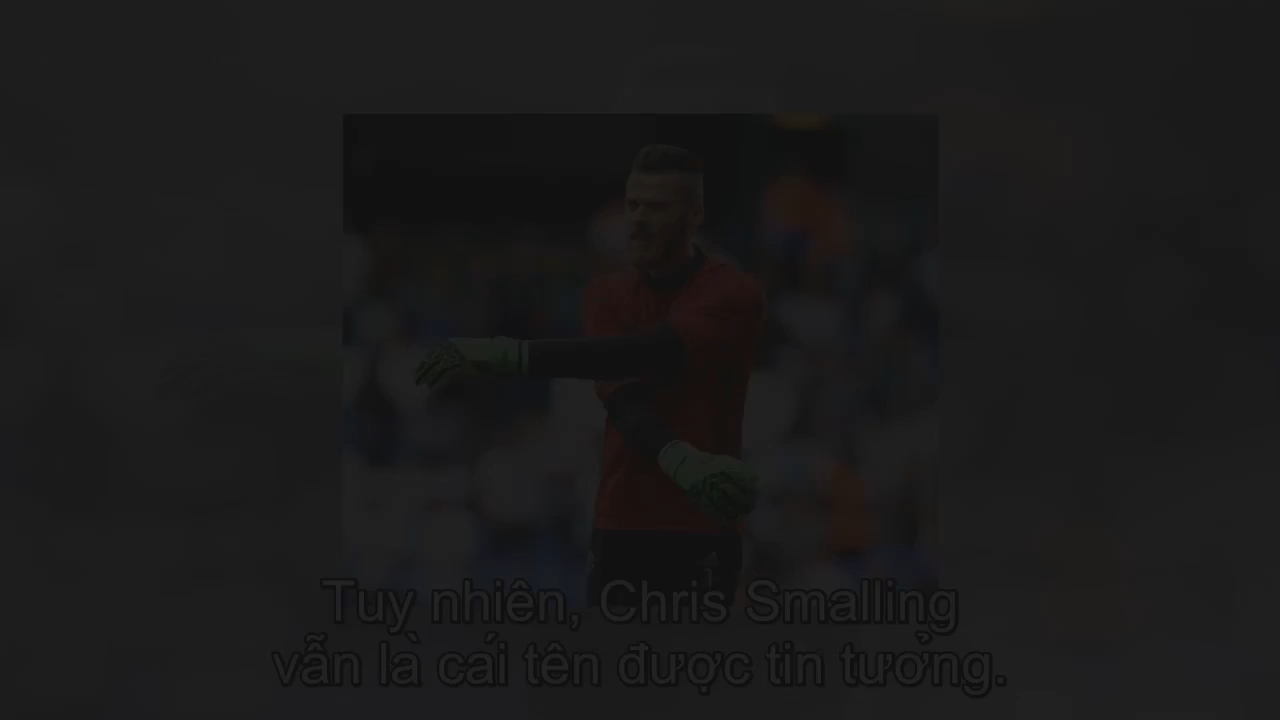 Tuy nhiên, Chris Smalling
vẫn là cái tên được tin tưởng.